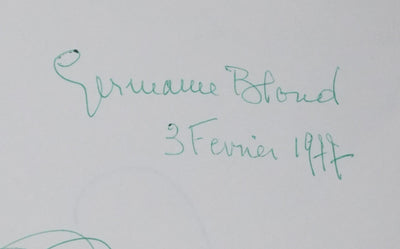 Germaine Blond
3 Fevrier 1977